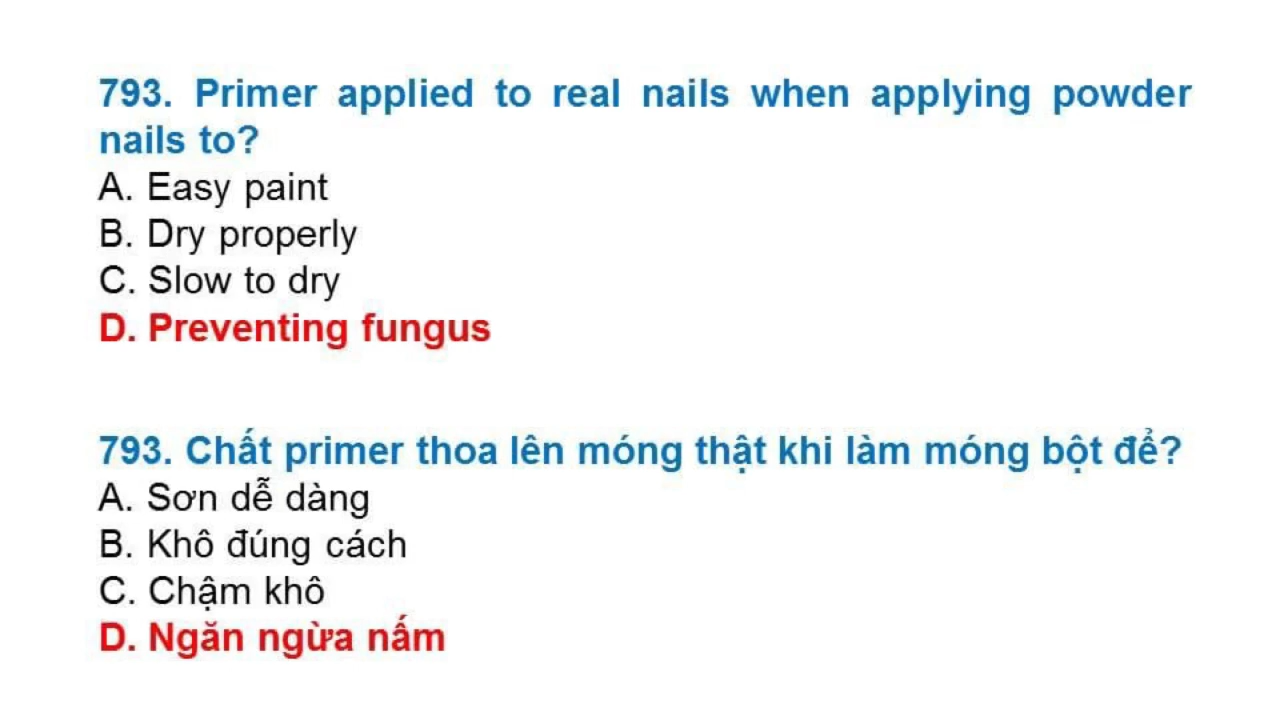 793. Primer applied to real nails when applying powder
nails to?
A. Easy paint
B. Dry properly
C. Slow to dry
D. Preventing fungus
793. Chất primer thoa lên móng thật khi làm móng bột để?
A. Sơn dễ dàng
B. Khô đúng cách
C. Chậm khô
D. Ngăn ngừa nấm